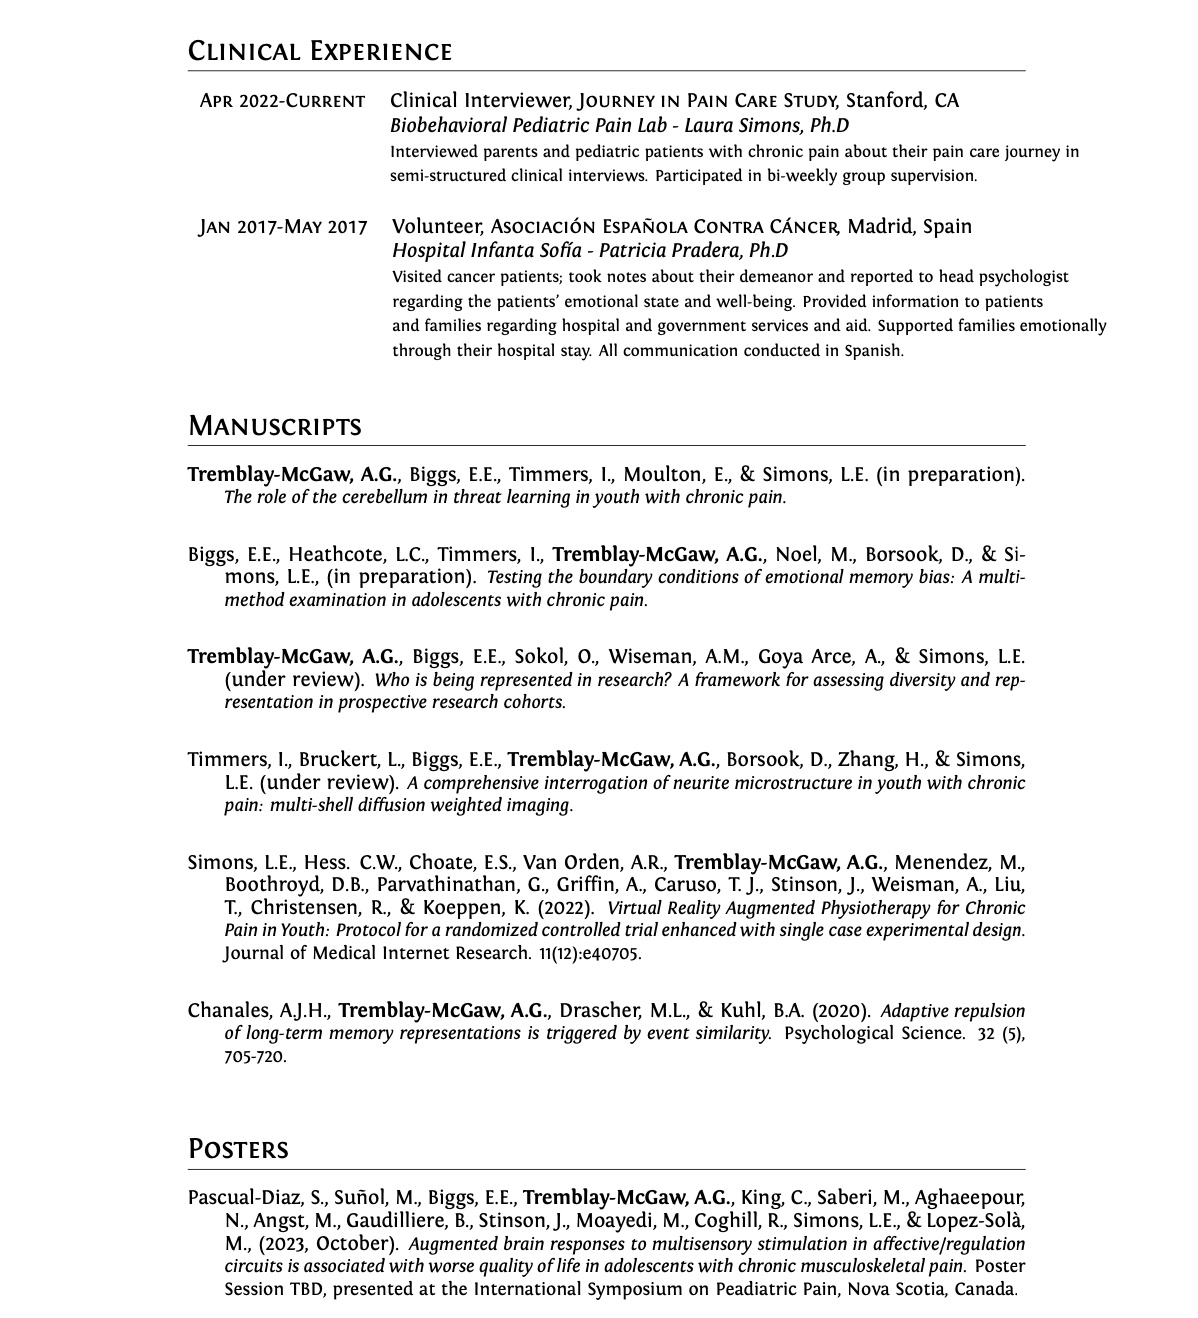 Clinical Experience
Apr 2022-Current Clinical Interviewer, Journey in Pain Care Study, Stanford, CA
Biobehavioral Pediatric Pain Lab - Laura Simons, Ph.D
Interviewed parents and pediatric patients with chronic pain about their pain care journey in
semi-structured clinical interviews. Participated in bi-weekly group supervision.
Jan 2017-May 2017 Volunteer, Asociación Española Contra Cáncer, Madrid, Spain
Hospital Infanta Sofía - Patricia Pradera, Ph.D
Visited cancer patients; took notes about their demeanor and reported to head psychologist
regarding the patients' emotional state and well-being. Provided information to patients
and families regarding hospital and government services and aid. Supported families emotionally
through their hospital stay. All communication conducted in Spanish.
Manuscripts
Tremblay-McGaw, A.G., Biggs, E.E., Timmers, I., Moulton, E., & Simons, L.E. (in preparation).
The role of the cerebellum in threat learning in youth with chronic pain.
Biggs, E.E., Heathcote, L.C., Timmers, I., Tremblay-McGaw, A.G., Noel, M., Borsook, D., & Si-
mons, L.E., (in preparation). Testing the boundary conditions of emotional memory bias: A multi-
method examination in adolescents with chronic pain.
Tremblay-McGaw, A.G., Biggs, E.E., Sokol, O., Wiseman, A.M., Goya Arce, A., & Simons, L.E.
(under review). Who is being represented in research? A framework for assessing diversity and rep-
resentation in prospective research cohorts.
Timmers, I., Bruckert, L., Biggs, E.E., Tremblay-McGaw, A.G., Borsook, D., Zhang, H., & Simons,
L.E. (under review). A comprehensive interrogation of neurite microstructure in youth with chronic
pain: multi-shell diffusion weighted imaging.
Simons, L.E., Hess. C.W., Choate, E.S., Van Orden, A.R., Tremblay-McGaw, A.G., Menendez, M.,
Boothroyd, D.B., Parvathinathan, G., Griffin, A., Caruso, T. J., Stinson, J., Weisman, A., Liu,
T., Christensen, R., & Koeppen, K. (2022). Virtual Reality Augmented Physiotherapy for Chronic
Pain in Youth: Protocol for a randomized controlled trial enhanced with single case experimental design.
Journal of Medical Internet Research. 11(12):e40705.
Chanales, A.J.H., Tremblay-McGaw, A.G., Drascher, M.L., & Kuhl, B.A. (2020). Adaptive repulsion
of long-term memory representations is triggered by event similarity. Psychological Science. 32 (5),
705-720.
Posters
Pascual-Diaz, S., Suñol, M., Biggs, E.E., Tremblay-McGaw, A.G., King, C., Saberi, M., Aghaeepour,
N., Angst, M., Gaudilliere, B., Stinson, J., Moayedi, M., Coghill, R., Simons, L.E., & Lopez-Solà,
M., (2023, October). Augmented brain responses to multisensory stimulation in affective/regulation
circuits is associated with worse quality of life in adolescents with chronic musculoskeletal pain. Poster
Session TBD, presented at the International Symposium on Peadiatric Pain, Nova Scotia, Canada.